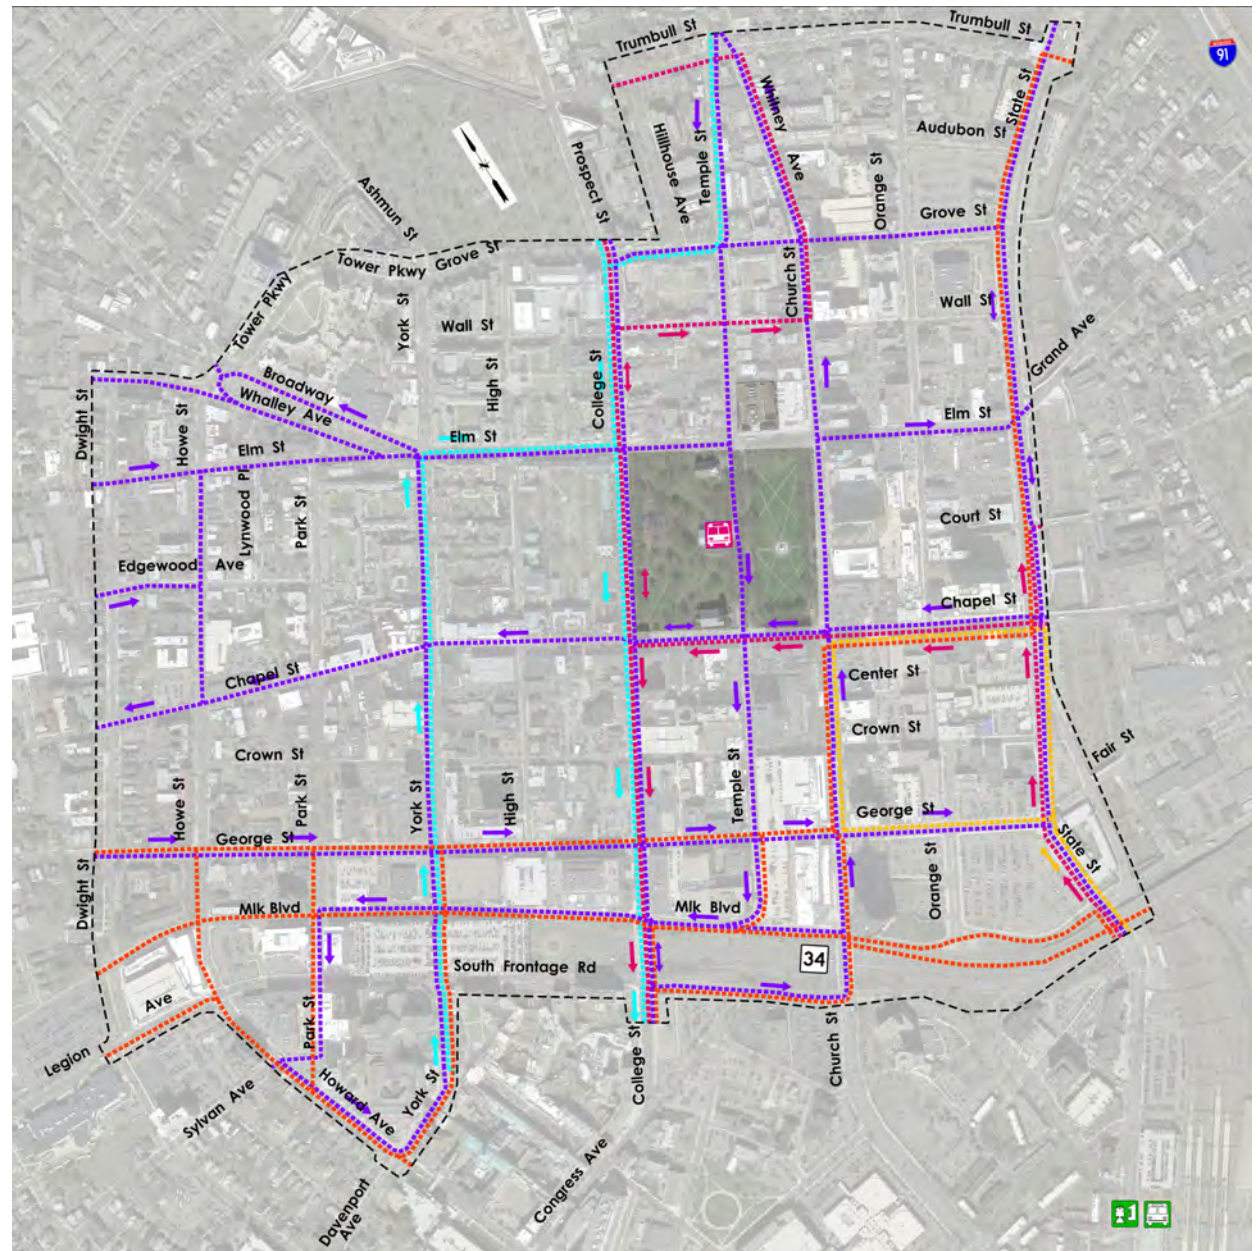 Trumbull St
Trumbull St
91
Whitney
Ave
State St
Audubon St
Hillhouse Ave
Temple St
Orange St
Prospect St
Grove St
Ashmun St
Grove St
Tower Pkwy
Tower Pkwy
Church St
Wall St
York St
Wall St
Grand Ave
High St
College St
Broadway
Whalley Ave
Dwight St
Howe St
Elm St
Elm St
Elm St
Lynwood Pl
Park St
Court St
Edgewood Ave
Chapel St
Chapel St
Center St
Crown St
Crown St
Fair St
Howe St
Park St
York St
High St
Temple St
George St
George St
State St
Dwight St
Orange St
Mlk Blvd
Mlk Blvd
34
South Frontage Rd
Ave
Legion
Park St
College St
Church St
Sylvan Ave
Howard Ave
York St
Congress Ave
Davenport
Ave